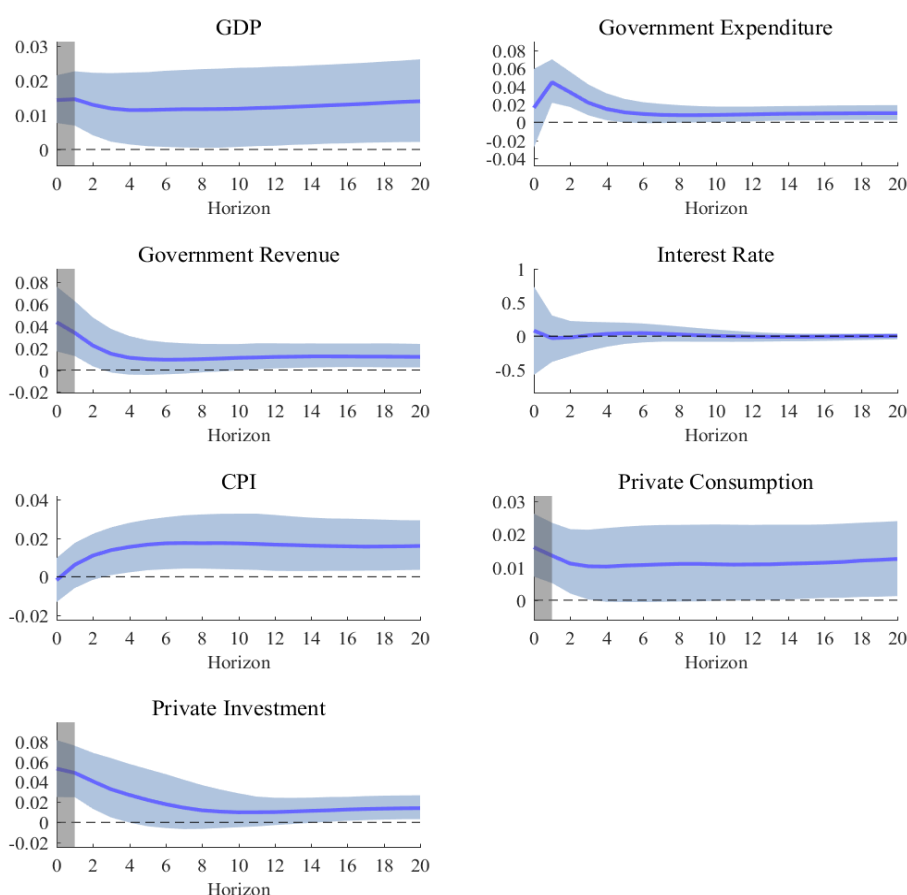 GDP
0.03
0.02
0.01
0
0 2 4 6 8 10 12 14 16 18 20
Horizon
Government Expenditure
0.08
0.06
0.04
0.02
0
-0.02
-0.04
0 2 4 6 8 10 12 14 16 18 20
Horizon
Government Revenue
0.08
0.06
0.04
0.02
0
-0.02
0 2 4 6 8 10 12 14 16 18 20
Horizon
Interest Rate
1
0.5
0
-0.5
0 2 4 6 8 10 12 14 16 18 20
Horizon
CPI
0.04
0.02
0
-0.02
0 2 4 6 8 10 12 14 16 18 20
Horizon
Private Consumption
0.03
0.02
0.01
0
0 2 4 6 8 10 12 14 16 18 20
Horizon
Private Investment
0.08
0.06
0.04
0.02
0
-0.02
0 2 4 6 8 10 12 14 16 18 20
Horizon